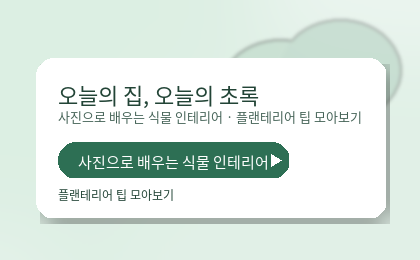 오늘의 집, 오늘의 초록
사진으로 배우는 식물 인테리어 · 플랜테리어 팁 모아보기
사진으로 배우는 식물 인테리어
플랜테리어 팁 모아보기